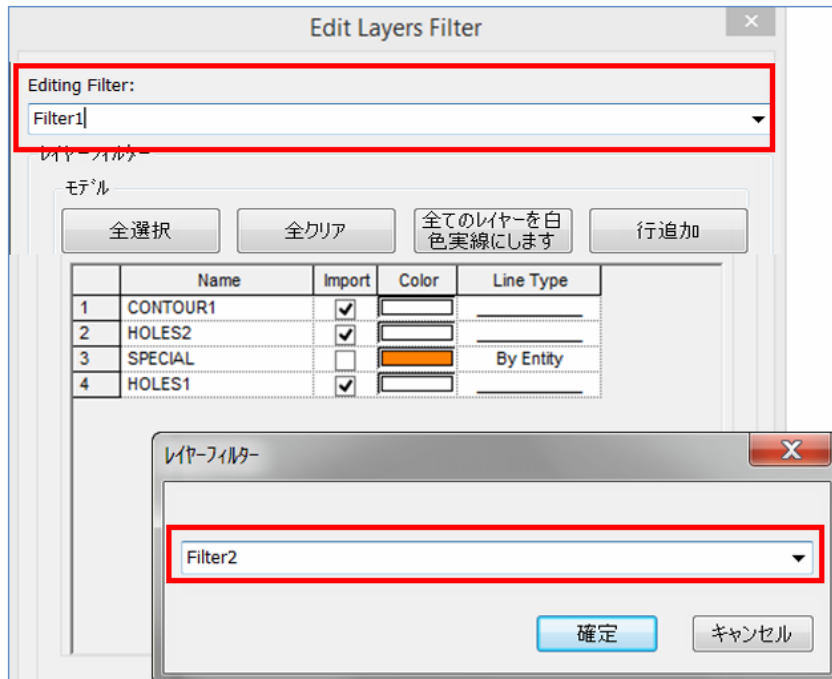 Edit Layers Filter
Editing Filter:
Filter1
レイヤーフィルター
モデル
全選択
全クリア
全てのレイヤーを白
色実線にします
行追加
Name Import Color Line Type
1 CONTOUR1
2 HOLES2
3 SPECIAL By Entity
4 HOLES1
レイヤーフィルター
Filter2
確定
キャンセル